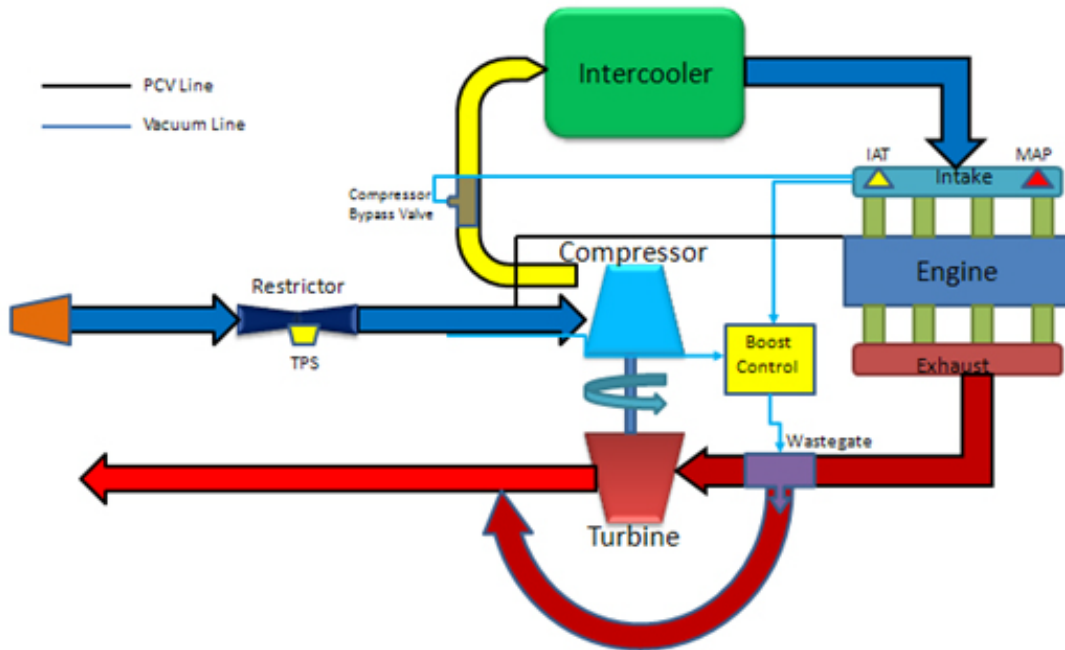 Intercooler
PCV Line
Vacuum Line
IAT
MAP
Intake
Compressor
Bypass Valve
Compressor
Engine
Restrictor
TPS
Boost
Control
Exhaust
Wastegate
Turbine